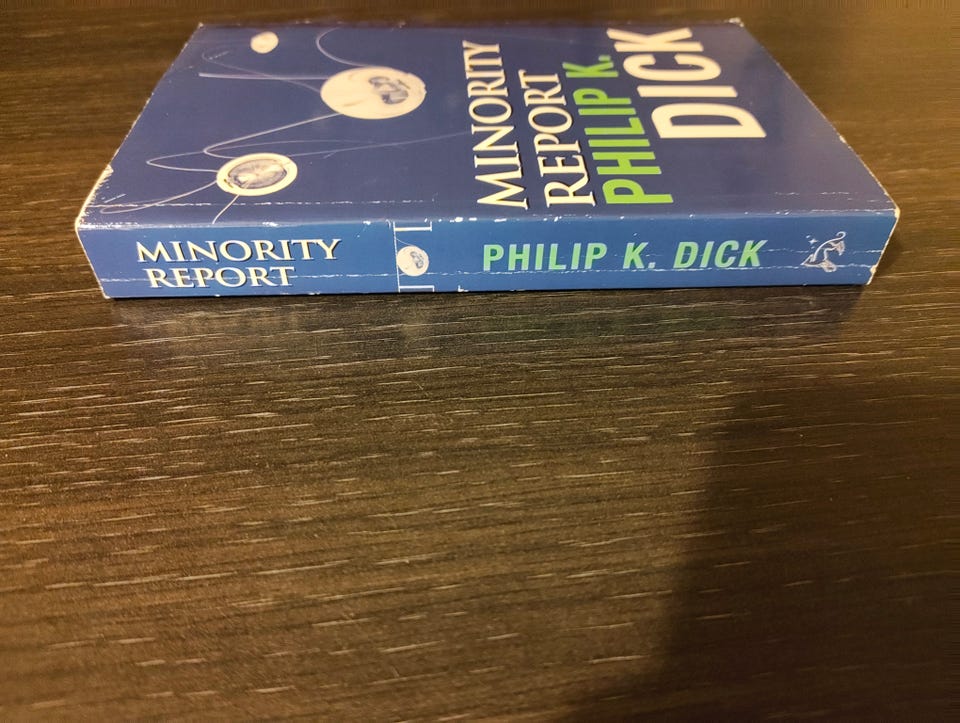 MINORITY
REPORT
PHILIP K.
DICK
MINORITY
REPORT
PHILIP K. DICK